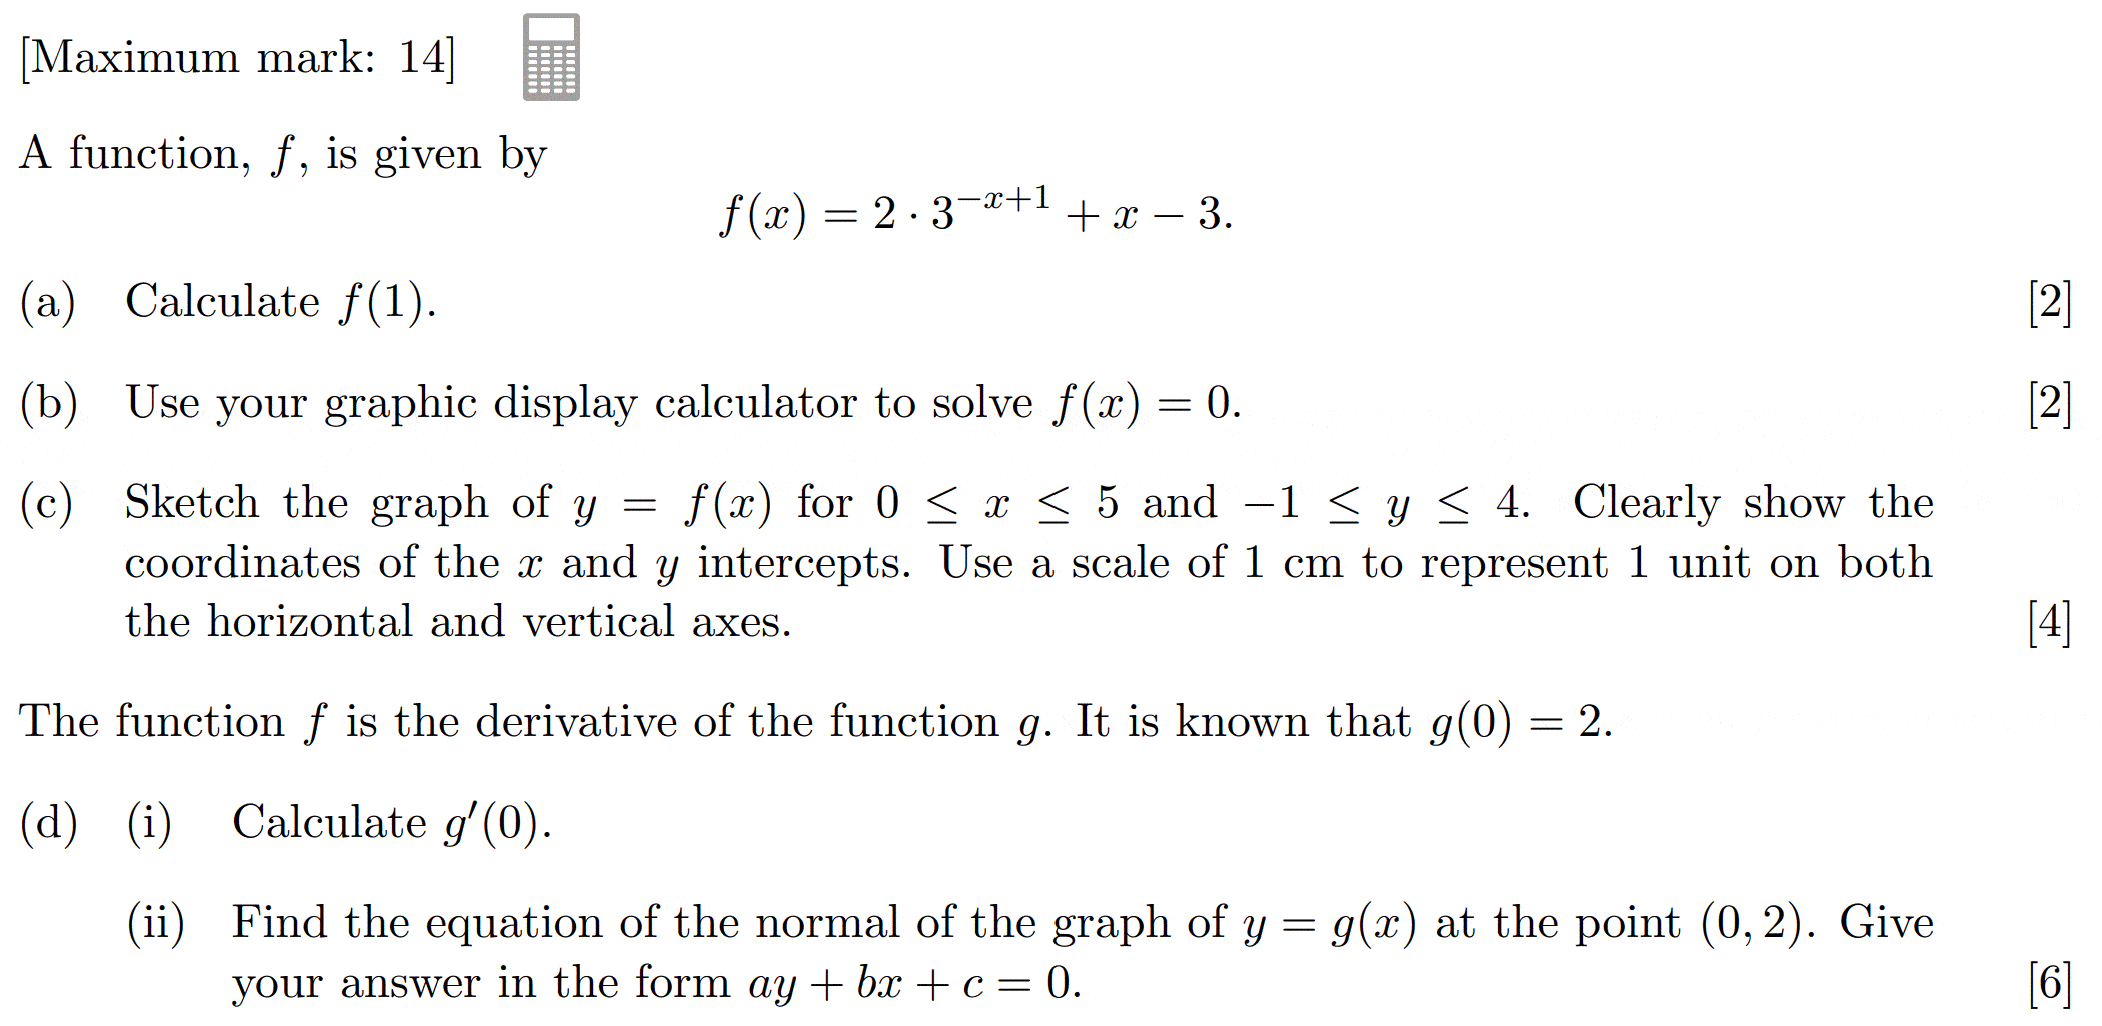 [Maximum mark: 14]
A function, f, is given by
f(x) = 2 · 3^{−x+1} + x − 3.
(a) Calculate f(1). [2]
(b) Use your graphic display calculator to solve f(x) = 0. [2]
(c) Sketch the graph of y = f(x) for 0 ≤ x ≤ 5 and −1 ≤ y ≤ 4. Clearly show the
coordinates of the x and y intercepts. Use a scale of 1 cm to represent 1 unit on both
the horizontal and vertical axes. [4]
The function f is the derivative of the function g. It is known that g(0) = 2.
(d) (i) Calculate g′(0).
(ii) Find the equation of the normal of the graph of y = g(x) at the point (0, 2). Give
your answer in the form ay + bx + c = 0. [6]